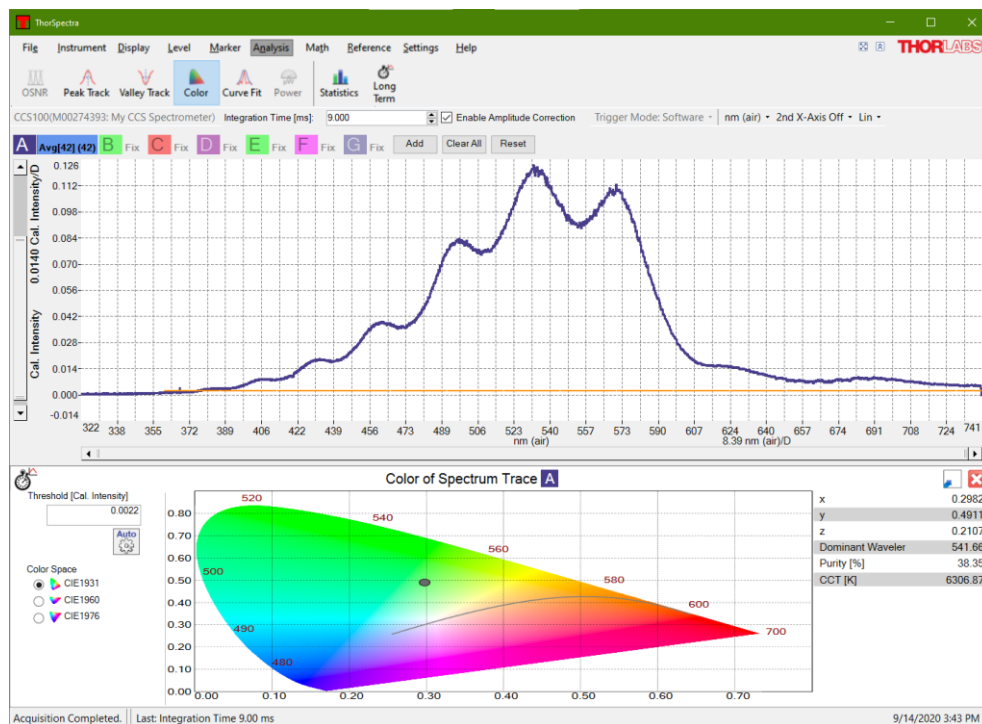 ThorSpectra
File Instrument Display Level Marker Analysis Math Reference Settings Help
THORLABS
OSNR Peak Track Valley Track Color Curve Fit Power Statistics Long Term
CCS100(M00274393: My CCS Spectrometer) Integration Time [ms]: 9.000 Enable Amplitude Correction Trigger Mode: Software nm (air) 2nd X-Axis Off Lin
A Avg[42] (42) B Fix C Fix D Fix E Fix F Fix G Fix Add Clear All Reset
0.0140 Cal. Intensity/D
Cal. Intensity
0.126
0.112
0.098
0.084
0.070
0.056
0.042
0.028
0.014
0.000
-0.014
322 338 355 372 389 406 422 439 456 473 489 506 523 540 556 573 590 607 624 640 657 674 691 708 724 741
nm (air) 8.39 nm (air)/D
Color of Spectrum Trace A
Threshold [Cal. Intensity]
0.0022
Auto
Color Space
CIE1931
CIE1960
CIE1976
0.80
0.70
0.60
0.50
0.40
0.30
0.20
0.10
0.00
0.00 0.10 0.20 0.30 0.40 0.50 0.60 0.70
520
540
560
500
580
600
490
700
480
x 0.2982
y 0.4911
z 0.2107
Dominant Waveler 541.66
Purity [%] 38.35
CCT [K] 6306.87
Acquisition Completed. Last: Integration Time 9.00 ms 9/14/2020 3:43 PM